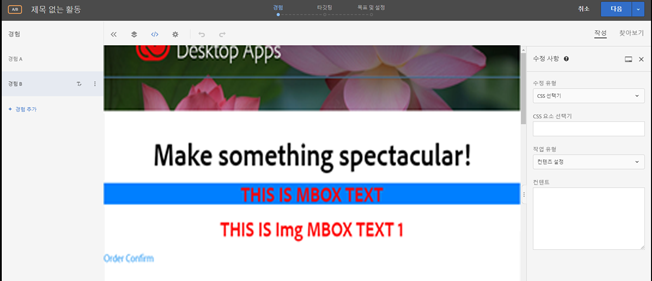 A/B 제목 없는 활동 경험 타깃팅 목표 및 설정 취소 다음
경험 작성 찾아보기
경험 A
경험 B
+ 경험 추가
Desktop Apps
Make something spectacular!
THIS IS MBOX TEXT
THIS IS Img MBOX TEXT 1
Order Confirm
수정 사항
수정 유형
CSS 선택기
CSS 요소 선택기
작업 유형
컨텐츠 설정
컨텐트